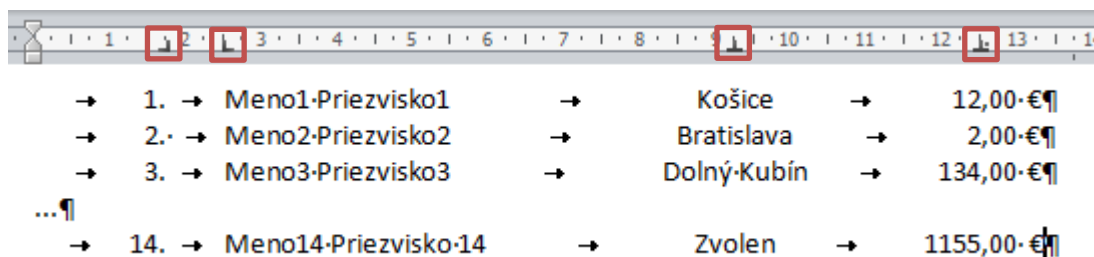 1 2 3 4 5 6 7 8 9 10 11 12 13 1
→ 1. → Meno1·Priezvisko1 → Košice → 12,00·€¶
→ 2.· → Meno2·Priezvisko2 → Bratislava → 2,00·€¶
→ 3. → Meno3·Priezvisko3 → Dolný·Kubín → 134,00·€¶
...¶
→ 14. → Meno14·Priezvisko·14 → Zvolen → 1155,00·€¶